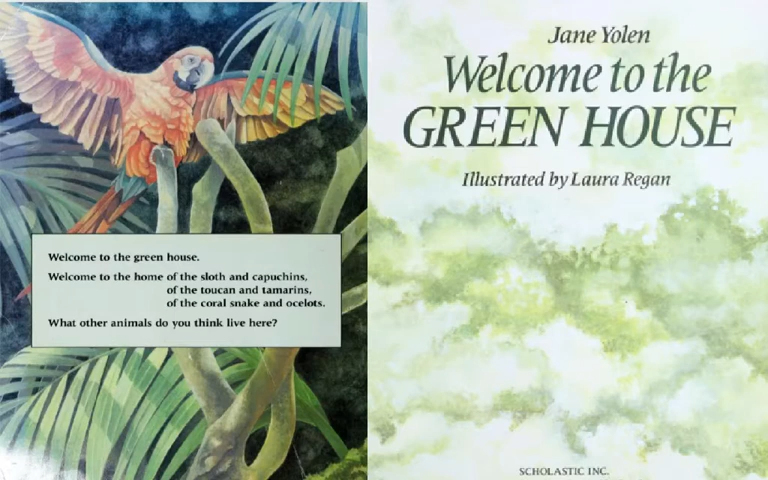 Welcome to the green house.
Welcome to the home of the sloth and capuchins,
of the toucan and tamarins,
of the coral snake and ocelots.
What other animals do you think live here?
Jane Yolen
Welcome to the
GREEN HOUSE
Illustrated by Laura Regan
SCHOLASTIC INC.